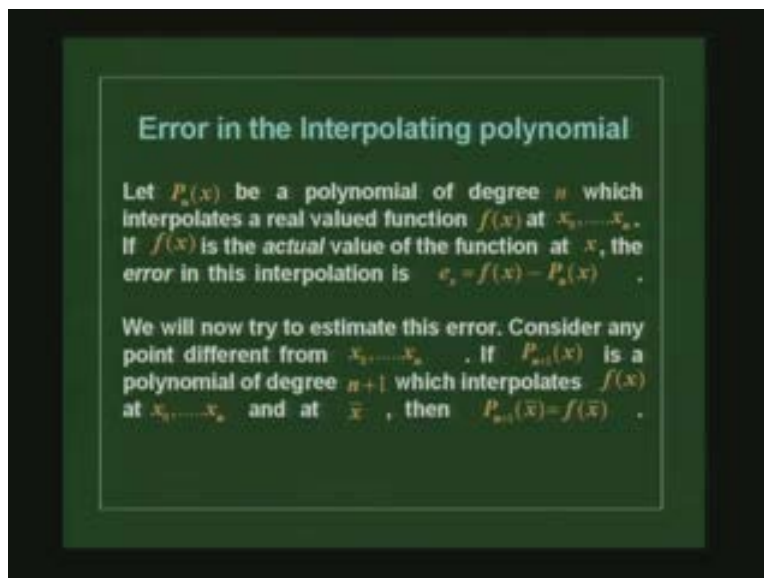 Error in the Interpolating polynomial
Let Pₙ(x) be a polynomial of degree n which
interpolates a real valued function f(x) at x₀,.....xₙ.
If f(x) is the actual value of the function at x, the
error in this interpolation is eₙ = f(x) − Pₙ(x) .
We will now try to estimate this error. Consider any
point different from x₀,.....xₙ . If Pₙ₊₁(x) is a
polynomial of degree n+1 which interpolates f(x)
at x₀,.....xₙ and at x̄ , then Pₙ₊₁(x̄)=f(x̄) .